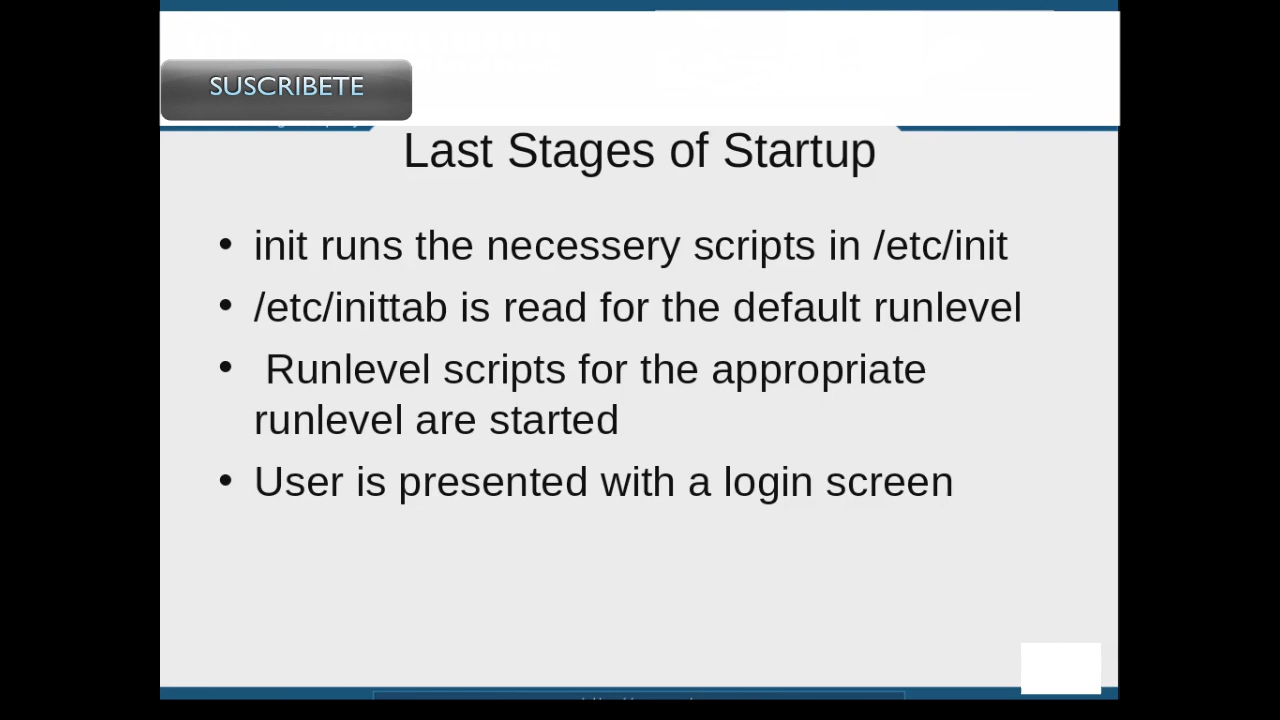 SUSCRIBETE
Last Stages of Startup
• init runs the necessery scripts in /etc/init
• /etc/inittab is read for the default runlevel
• Runlevel scripts for the appropriate
runlevel are started
• User is presented with a login screen